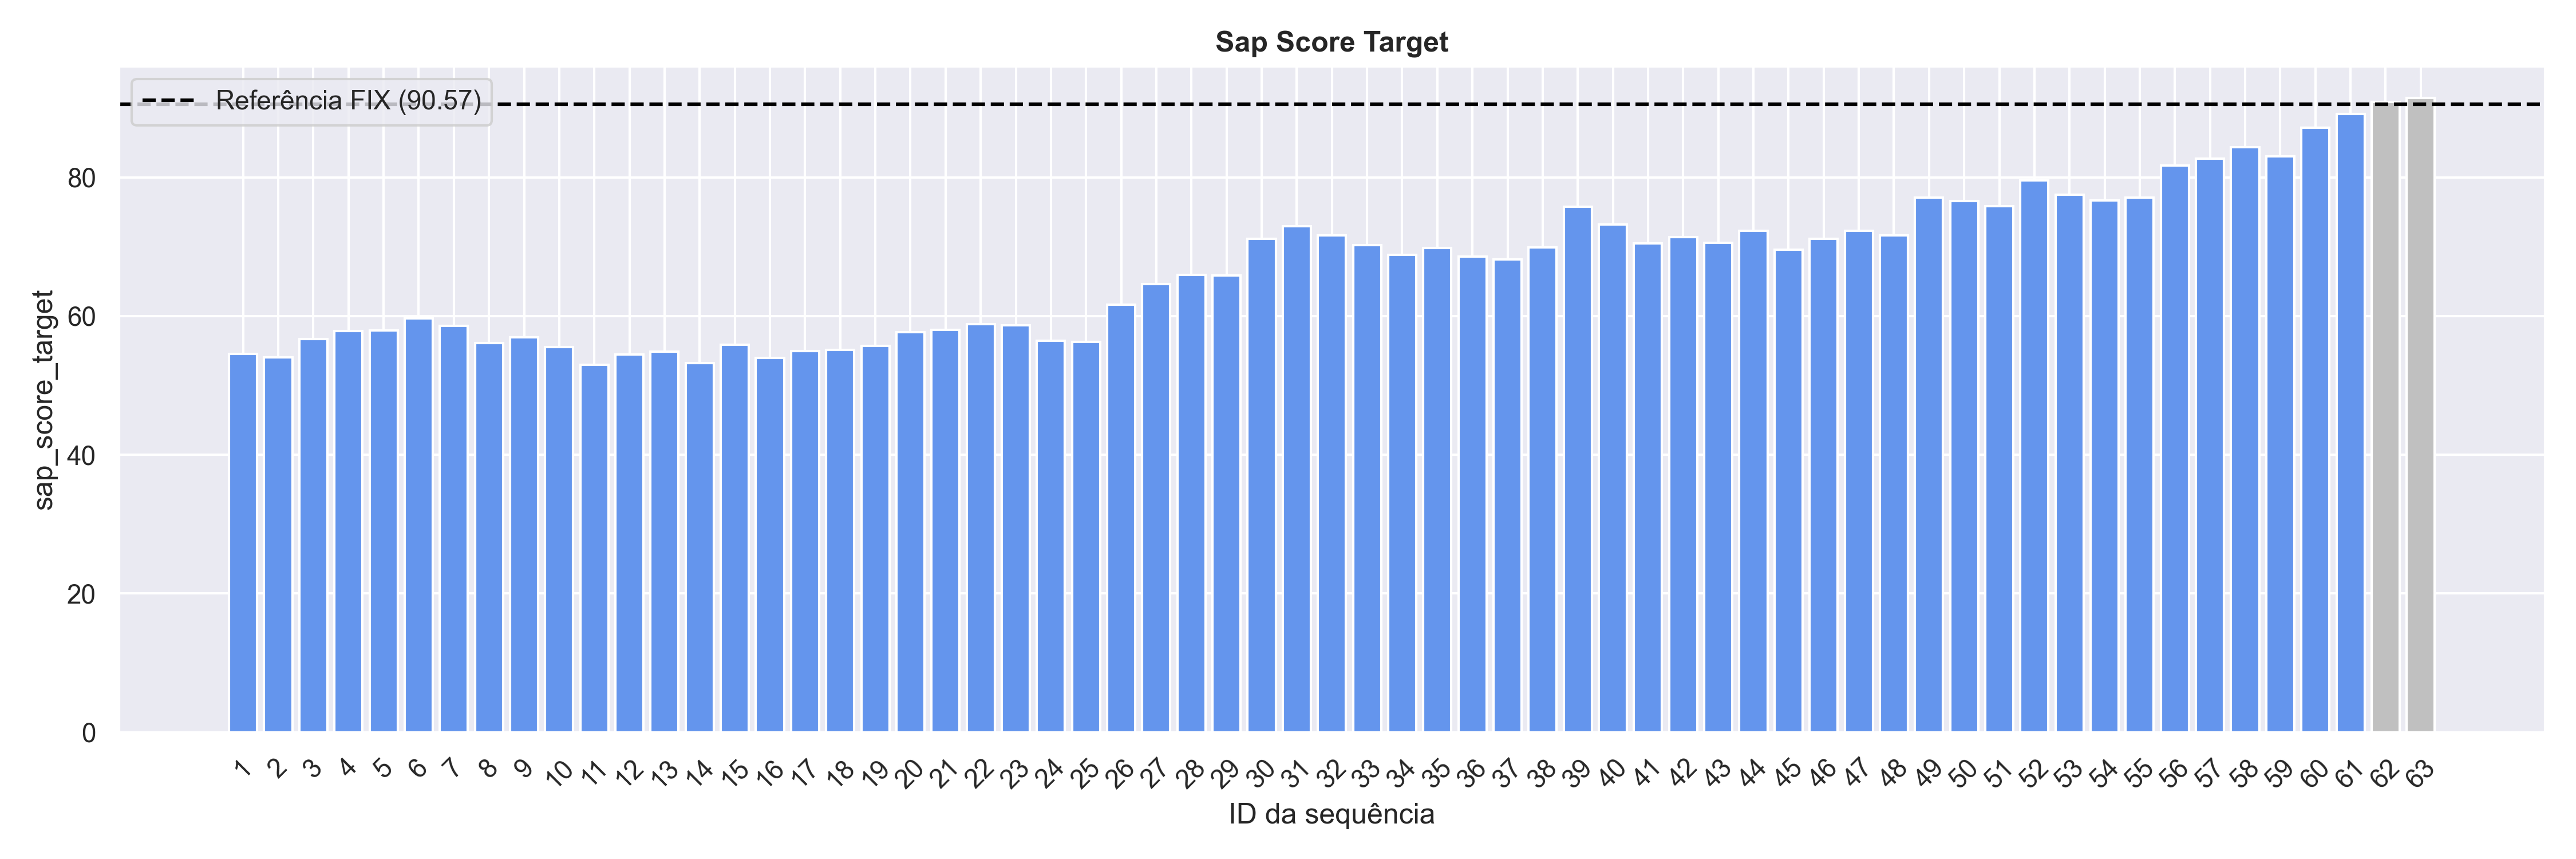 Sap Score Target
Referência FIX (90.57)
sap_score_target
80
60
40
20
0
1 2 3 4 5 6 7 8 9 10 11 12 13 14 15 16 17 18 19 20 21 22 23 24 25 26 27 28 29 30 31 32 33 34 35 36 37 38 39 40 41 42 43 44 45 46 47 48 49 50 51 52 53 54 55 56 57 58 59 60 61 62 63
ID da sequência